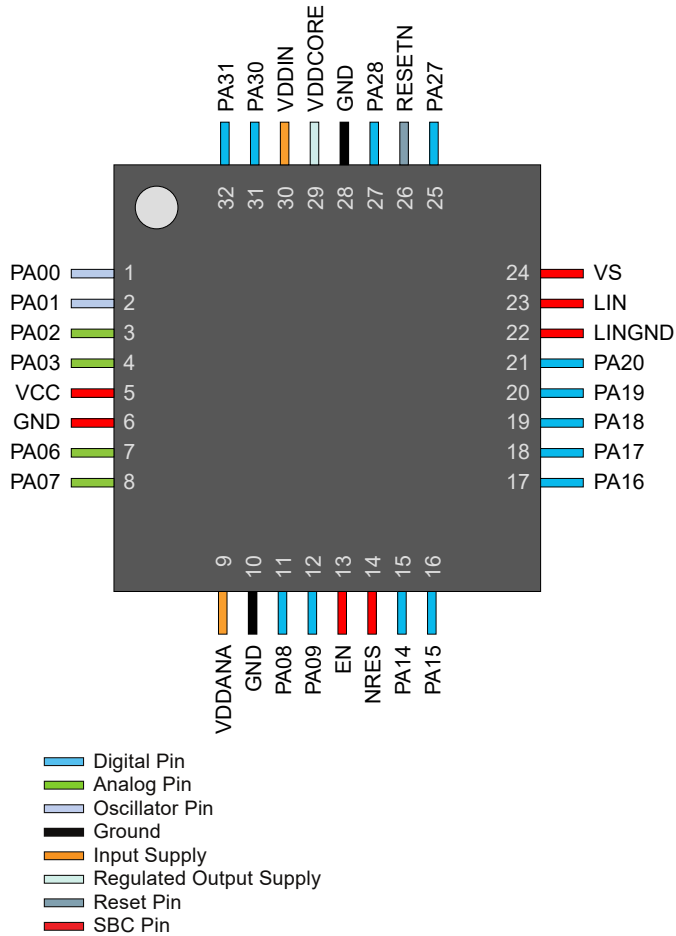 PA31 PA30 VDDIN VDDCORE GND PA28 RESETN PA27
32 31 30 29 28 27 26 25
PA00 1 24 VS
PA01 2 23 LIN
PA02 3 22 LINGND
PA03 4 21 PA20
VCC 5 20 PA19
GND 6 19 PA18
PA06 7 18 PA17
PA07 8 17 PA16
9 10 11 12 13 14 15 16
VDDANA GND PA08 PA09 EN NRES PA14 PA15
Digital Pin
Analog Pin
Oscillator Pin
Ground
Input Supply
Regulated Output Supply
Reset Pin
SBC Pin